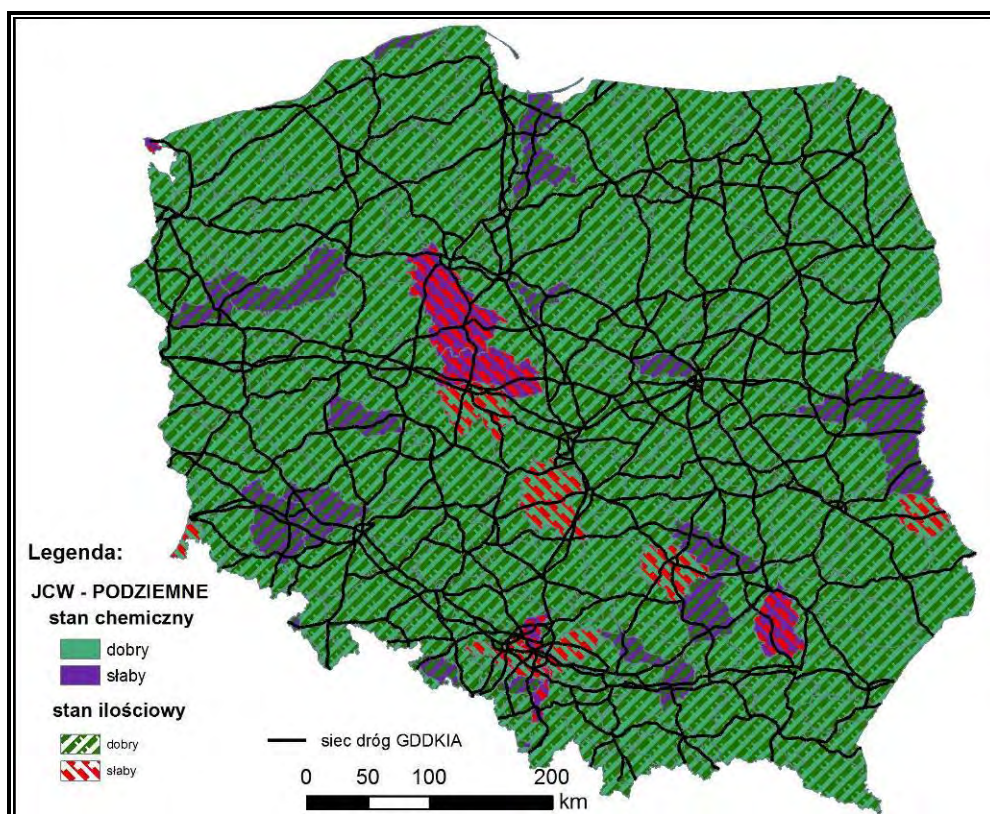 Legenda:
JCW - PODZIEMNE
stan chemiczny
dobry
słaby
stan ilościowy
dobry
słaby
siec dróg GDDKIA
0 50 100 200
km